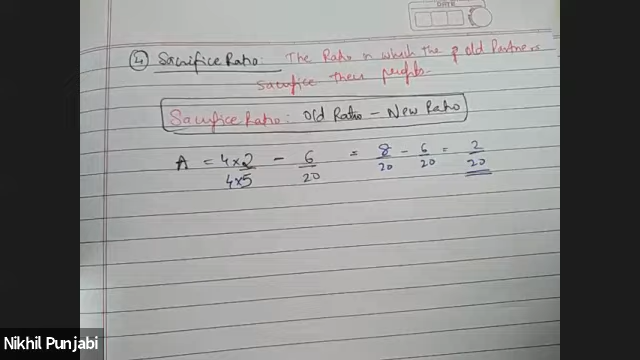 DATE
④ Sacrifice Ratio: The Ratio in which the old Partners
sacrifice their profits
Sacrifice Ratio: Old Ratio - New Ratio
A = 4×2 / 4×5 - 6/20 = 8/20 - 6/20 = 2/20
Nikhil Punjabi